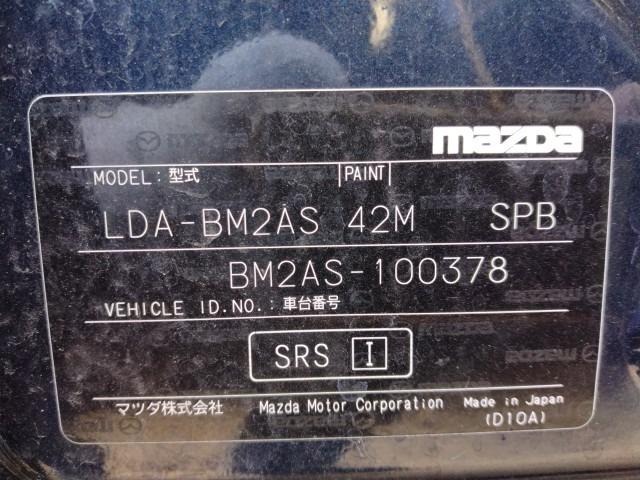 mazda
MODEL：型式 PAINT
LDA-BM2AS 42M SPB
BM2AS-100378
VEHICLE ID.NO.：車台番号
SRS I
マツダ株式会社 Mazda Motor Corporation Made in Japan
(D10A)